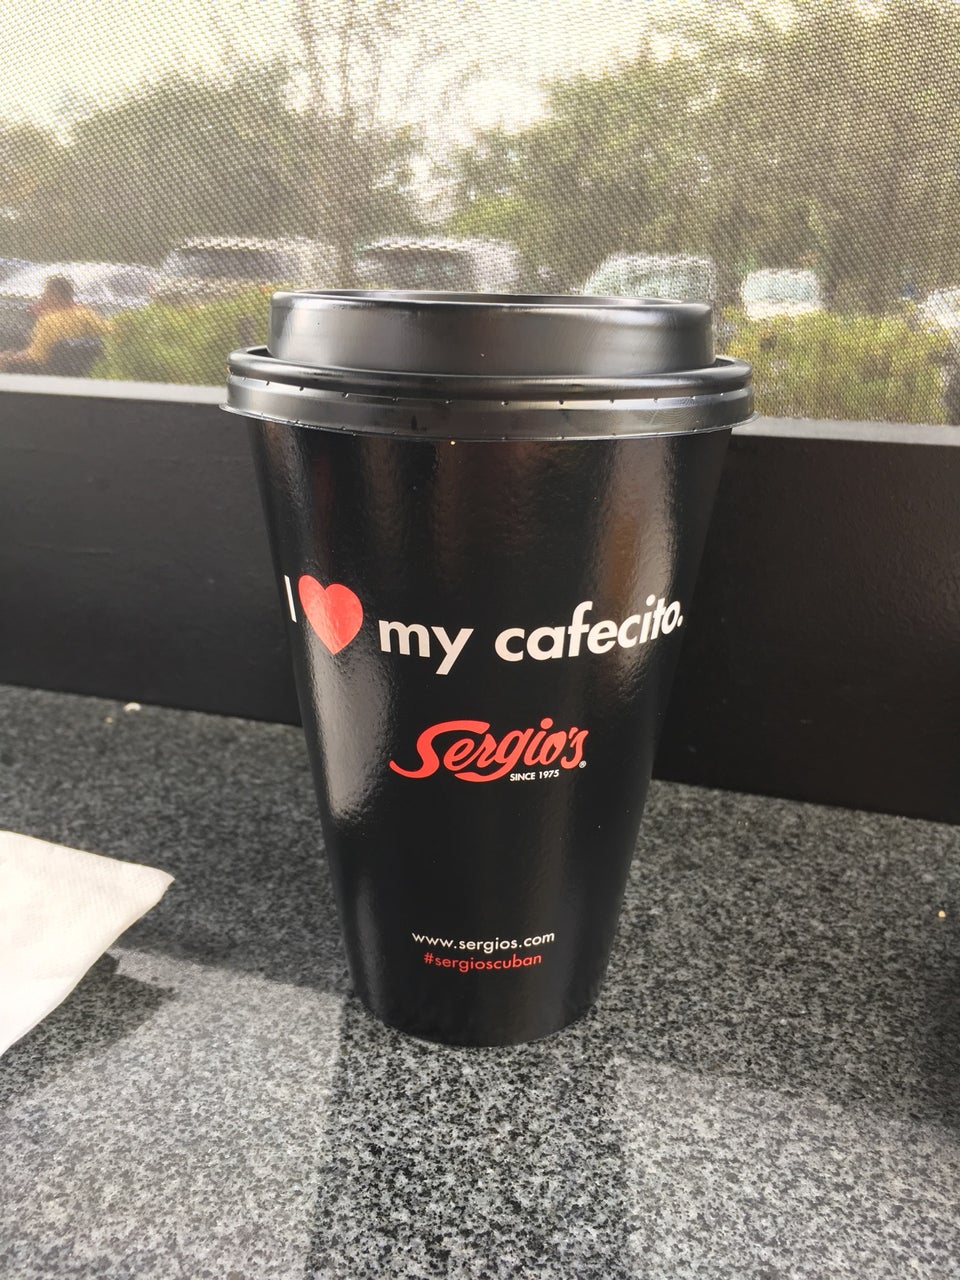 I ❤ my cafecito.
Sergio's®
SINCE 1975
www.sergios.com
#sergioscuban